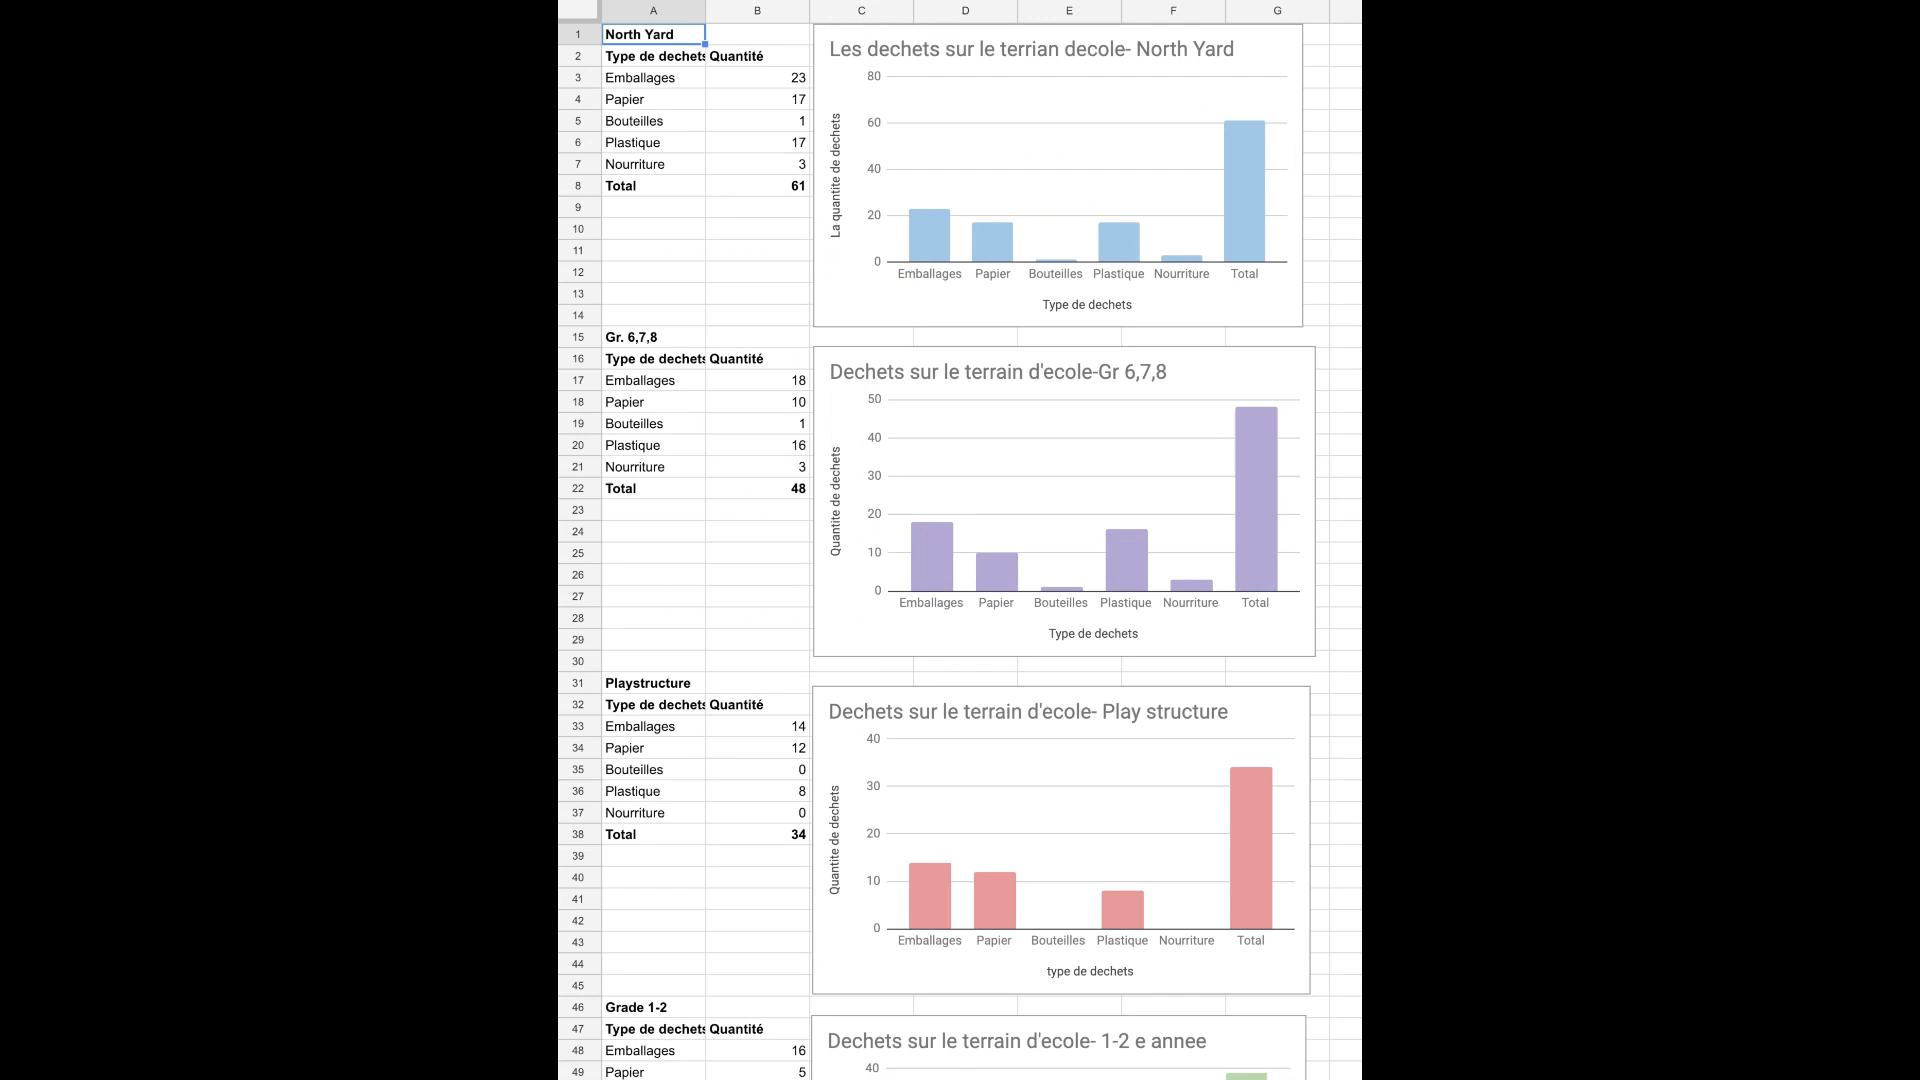 A B C D E F G
1 North Yard
2 Type de dechets Quantité
3 Emballages 23
4 Papier 17
5 Bouteilles 1
6 Plastique 17
7 Nourriture 3
8 Total 61
9
10
11
12
13
14
Les dechets sur le terrian decole- North Yard
La quantite de dechets
80
60
40
20
0
Emballages Papier Bouteilles Plastique Nourriture Total
Type de dechets
15 Gr. 6,7,8
16 Type de dechets Quantité
17 Emballages 18
18 Papier 10
19 Bouteilles 1
20 Plastique 16
21 Nourriture 3
22 Total 48
23
24
25
26
27
28
29
30
Dechets sur le terrain d'ecole-Gr 6,7,8
Quantite de dechets
50
40
30
20
10
0
Emballages Papier Bouteilles Plastique Nourriture Total
Type de dechets
31 Playstructure
32 Type de dechets Quantité
33 Emballages 14
34 Papier 12
35 Bouteilles 0
36 Plastique 8
37 Nourriture 0
38 Total 34
39
40
41
42
43
44
45
Dechets sur le terrain d'ecole- Play structure
Quantite de dechets
40
30
20
10
0
Emballages Papier Bouteilles Plastique Nourriture Total
type de dechets
46 Grade 1-2
47 Type de dechets Quantité
48 Emballages 16
49 Papier 5
Dechets sur le terrain d'ecole- 1-2 e annee
40